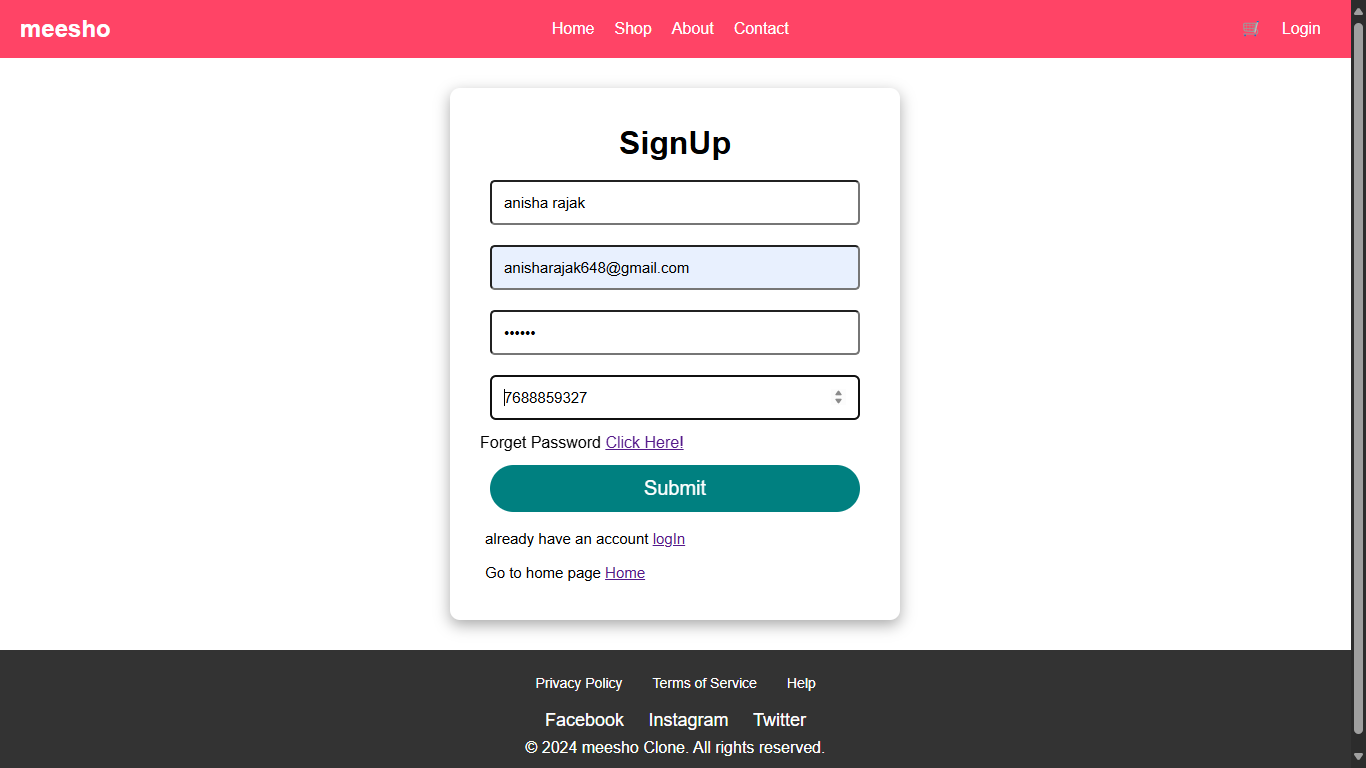 meesho Home Shop About Contact 🛒 Login
SignUp
anisha rajak
anisharajak648@gmail.com
••••••
7688859327
Forget Password Click Here!
Submit
already have an account logIn
Go to home page Home
Privacy Policy Terms of Service Help
Facebook Instagram Twitter
© 2024 meesho Clone. All rights reserved.